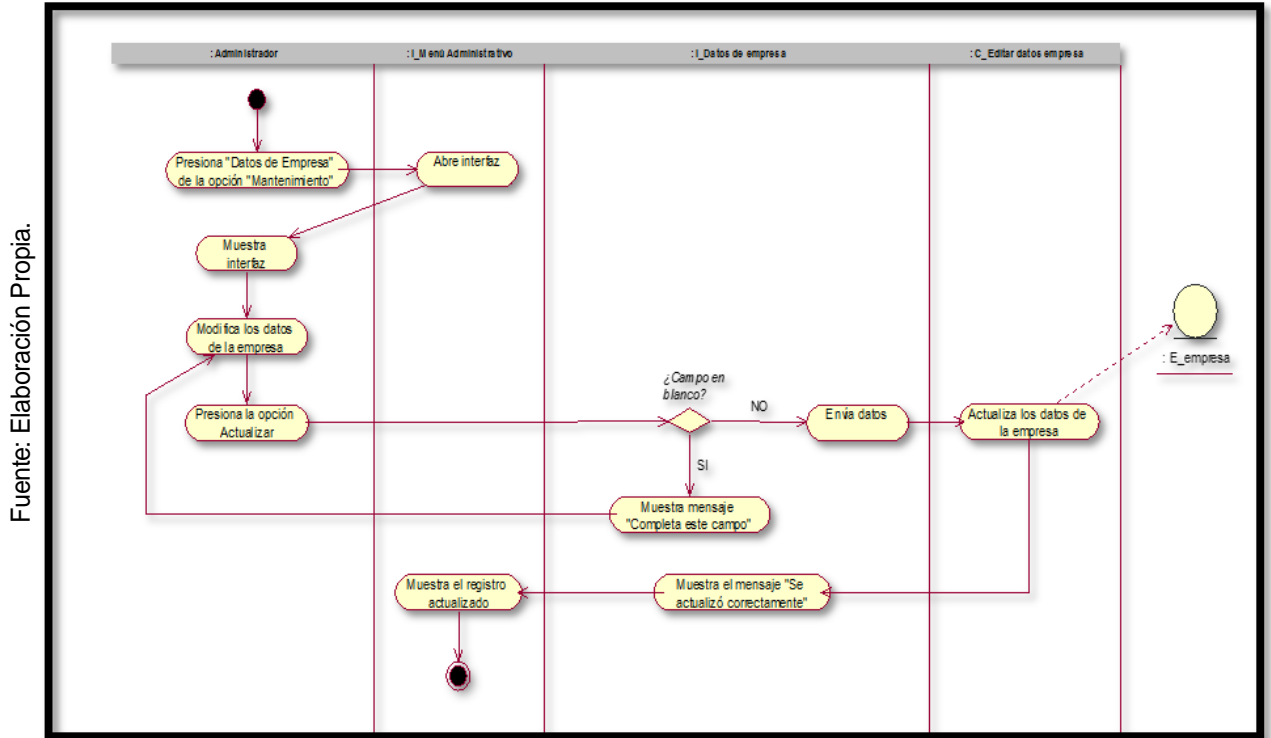 : Administrador
: I_Menú Administrativo
: I_Datos de empresa
: C_Editar datos empresa
Presiona "Datos de Empresa"
de la opción "Mantenimiento"
Abre interfaz
Muestra
interfaz
Modifica los datos
de la empresa
Presiona la opción
Actualizar
¿Campo en
blanco?
NO
Envía datos
Actualiza los datos de
la empresa
: E_empresa
SI
Muestra mensaje
"Completa este campo"
Muestra el registro
actualizado
Muestra el mensaje "Se
actualizó correctamente"
Fuente: Elaboración Propia.